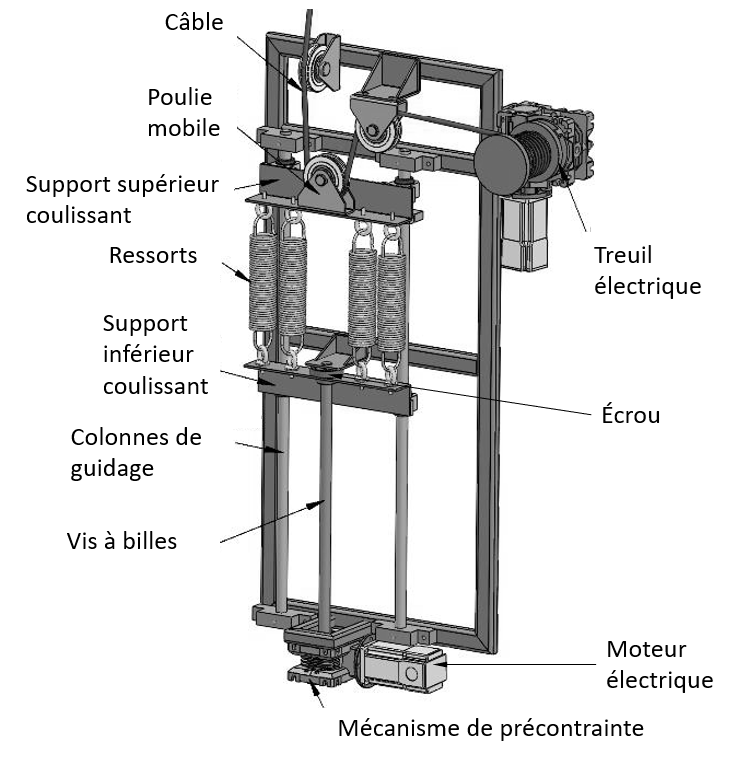 Câble
Poulie
mobile
Support supérieur
coulissant
Ressorts
Treuil
électrique
Support
inférieur
coulissant
Écrou
Colonnes de
guidage
Vis à billes
Moteur
électrique
Mécanisme de précontrainte